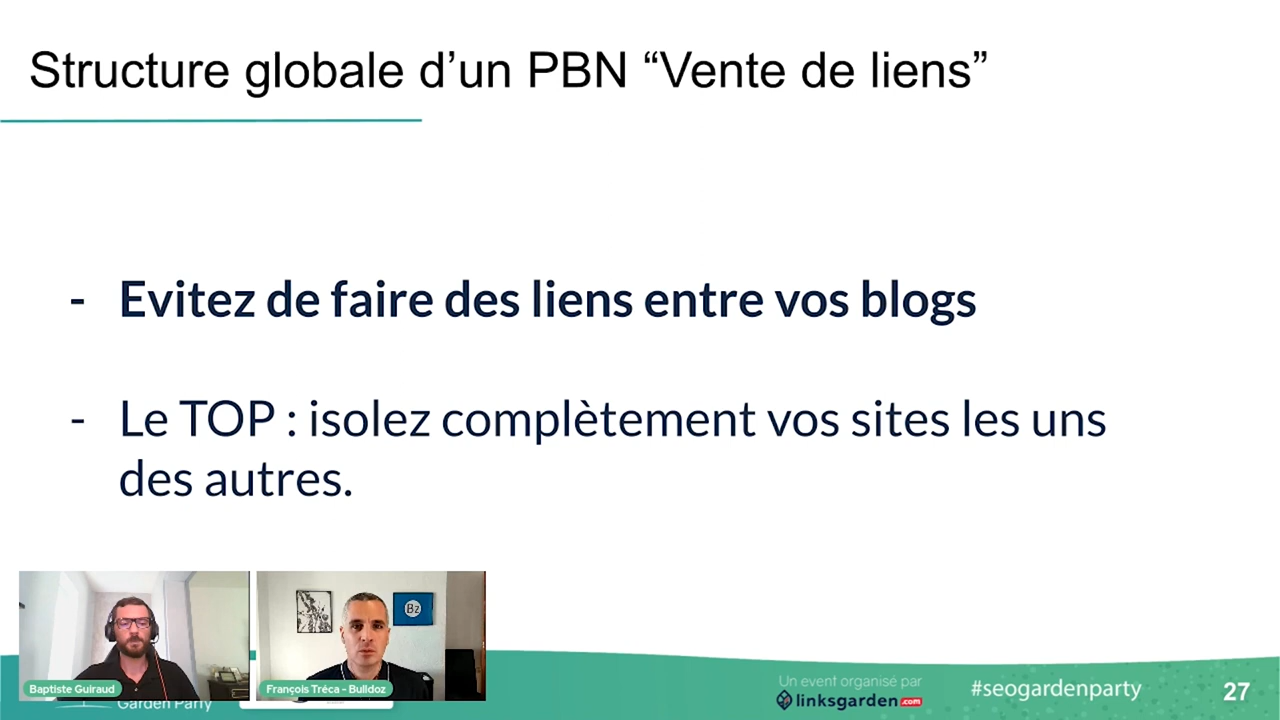 Structure globale d’un PBN “Vente de liens”
- Evitez de faire des liens entre vos blogs
- Le TOP : isolez complètement vos sites les uns
des autres.
Bz
Baptiste Guiraud
François Tréca - Bulldoz
Garden Party
Un event organisé par
linksgarden.com
#seogardenparty
27